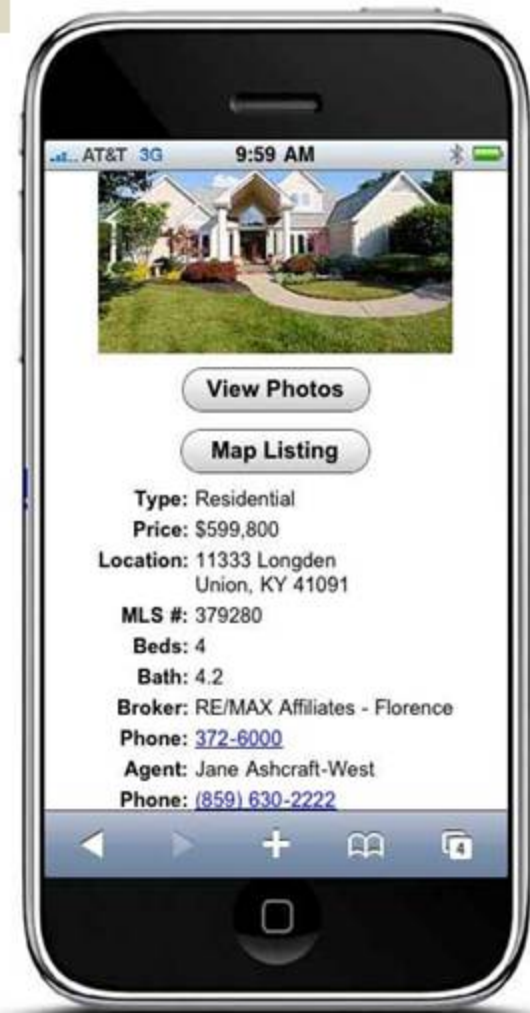 AT&T 3G 9:59 AM
View Photos
Map Listing
Type: Residential
Price: $599,800
Location: 11333 Longden
Union, KY 41091
MLS #: 379280
Beds: 4
Bath: 4.2
Broker: RE/MAX Affiliates - Florence
Phone: 372-6000
Agent: Jane Ashcraft-West
Phone: (859) 630-2222
4